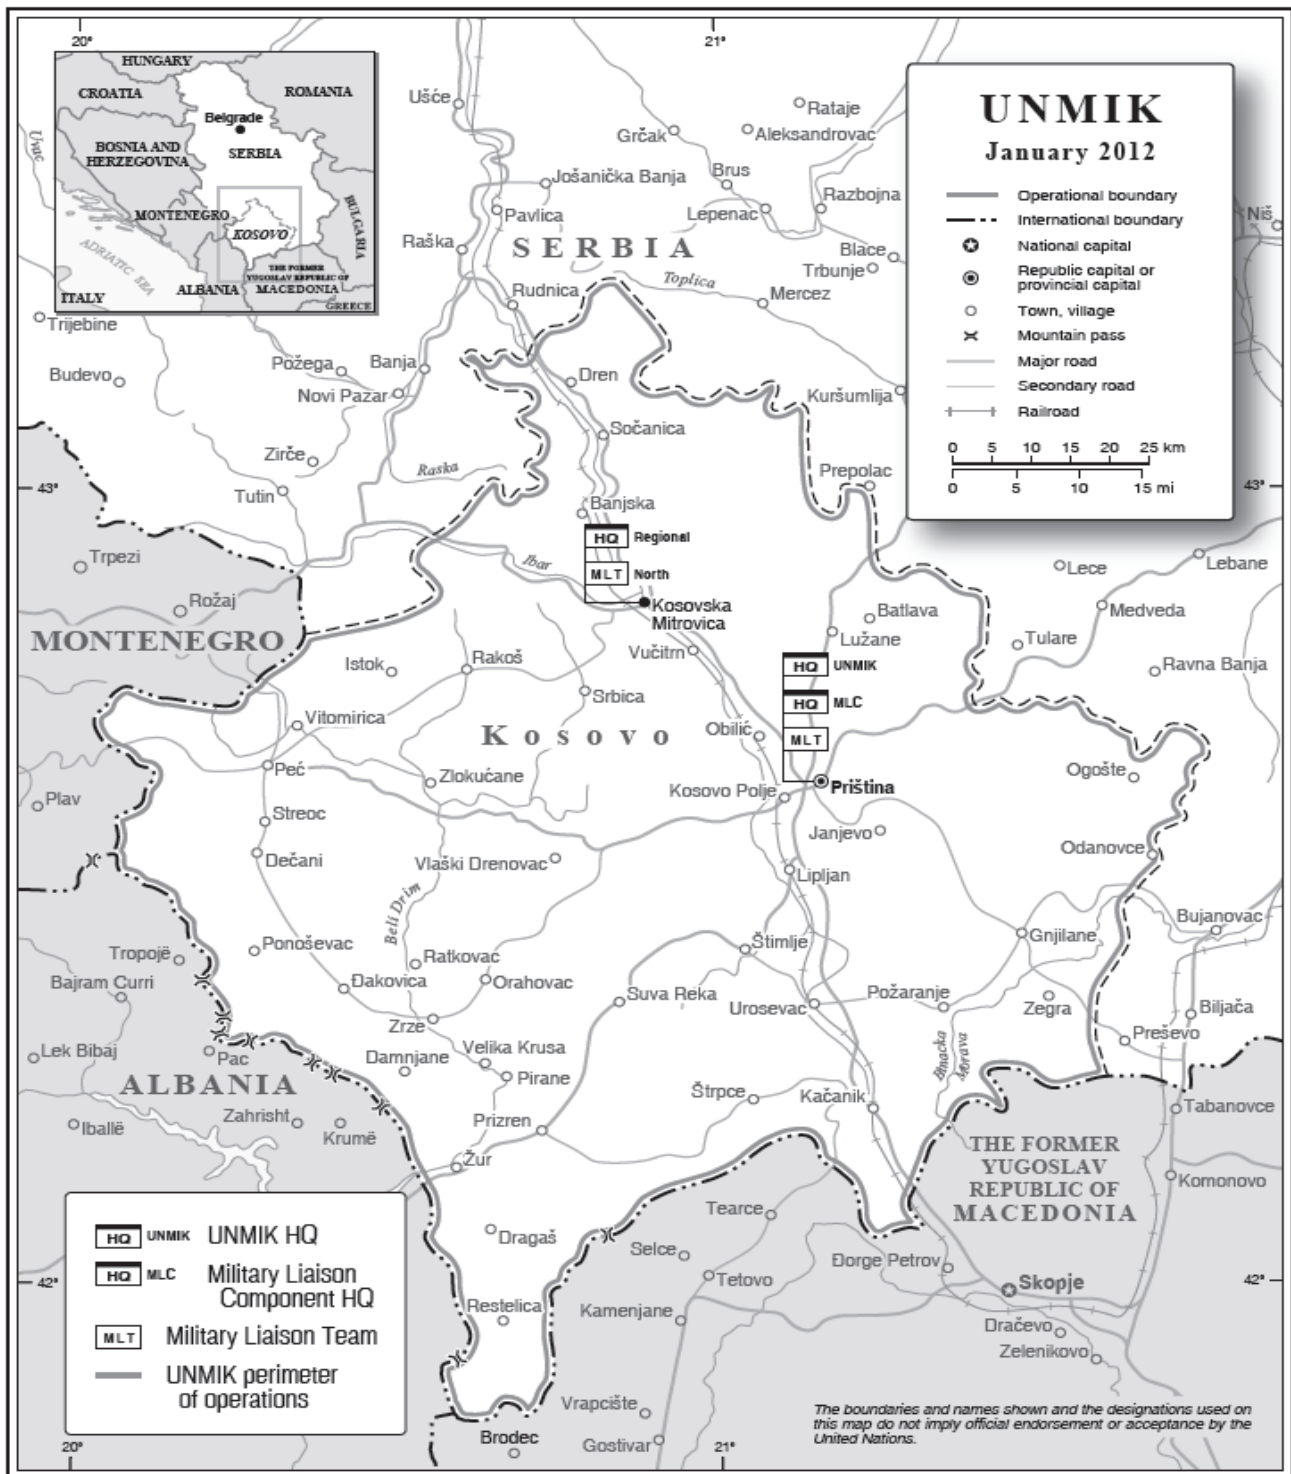 20°
21°
HUNGARY
CROATIA
ROMANIA
Belgrade
BOSNIA AND
HERZEGOVINA
SERBIA
MONTENEGRO
KOSOVO
BULGARIA
ADRIATIC SEA
THE FORMER
YUGOSLAV REPUBLIC OF
MACEDONIA
ALBANIA
ITALY
GREECE
UNMIK
January 2012
Operational boundary
International boundary
National capital
Republic capital or
provincial capital
Town, village
Mountain pass
Major road
Secondary road
Railroad
0 5 10 15 20 25 km
0 5 10 15 mi
Uvac
Ušće
Rataje
Grčak
Aleksandrovac
Jošanička Banja
Brus
Pavlica
Lepenac
Razbojna
Niš
Raška
SERBIA
Blace
Trbunje
Toplica
Rudnica
Mercez
Trijebine
Požega
Banja
Budevo
Dren
Novi Pazar
Kuršumlija
Sočanica
Zirče
Raska
Prepolac
Tutin
43°
43°
Banjska
HQ Regional
MLT North
Ibar
Trpezi
Lece
Lebane
Rožaj
Kosovska
Mitrovica
Batlava
Medveda
MONTENEGRO
Lužane
Tulare
Vučitrn
Istok
Rakoš
HQ UNMIK
Ravna Banja
Srbica
HQ MLC
Vitomirica
Kosovo
Obilić
MLT
Peć
Zlokućane
Ogošte
Plav
Kosovo Polje
Priština
Streoc
Janjevo
Dečani
Vlaški Drenovac
Odanovce
Lipljan
Beli Drim
Bujanovac
Ponoševac
Štimlje
Gnjilane
Tropojë
Ratkovac
Bajram Curri
Đakovica
Orahovac
Suva Reka
Urosevac
Požaranje
Zegra
Biljača
Zrze
Preševo
Lek Bibaj
Pac
Damnjane
Velika Krusa
Binacka
Morava
ALBANIA
Pirane
Štrpce
Kačanik
Tabanovce
Iballë
Zahrisht
Krumë
Prizren
THE FORMER
YUGOSLAV
REPUBLIC OF
MACEDONIA
Žur
Komonovo
Tearce
Dragaš
Selce
Đorge Petrov
42°
42°
Tetovo
Skopje
Restelica
Kamenjane
Dračevo
Zelenikovo
Vrapcište
Brodec
Gostivar
HQ UNMIK UNMIK HQ
HQ MLC Military Liaison
Component HQ
MLT Military Liaison Team
UNMIK perimeter
of operations
The boundaries and names shown and the designations used on
this map do not imply official endorsement or acceptance by the
United Nations.
20°
21°